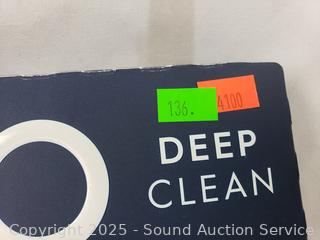 136.
4100
DEEP
CLEAN
Copyright 2025 - Sound Auction Service